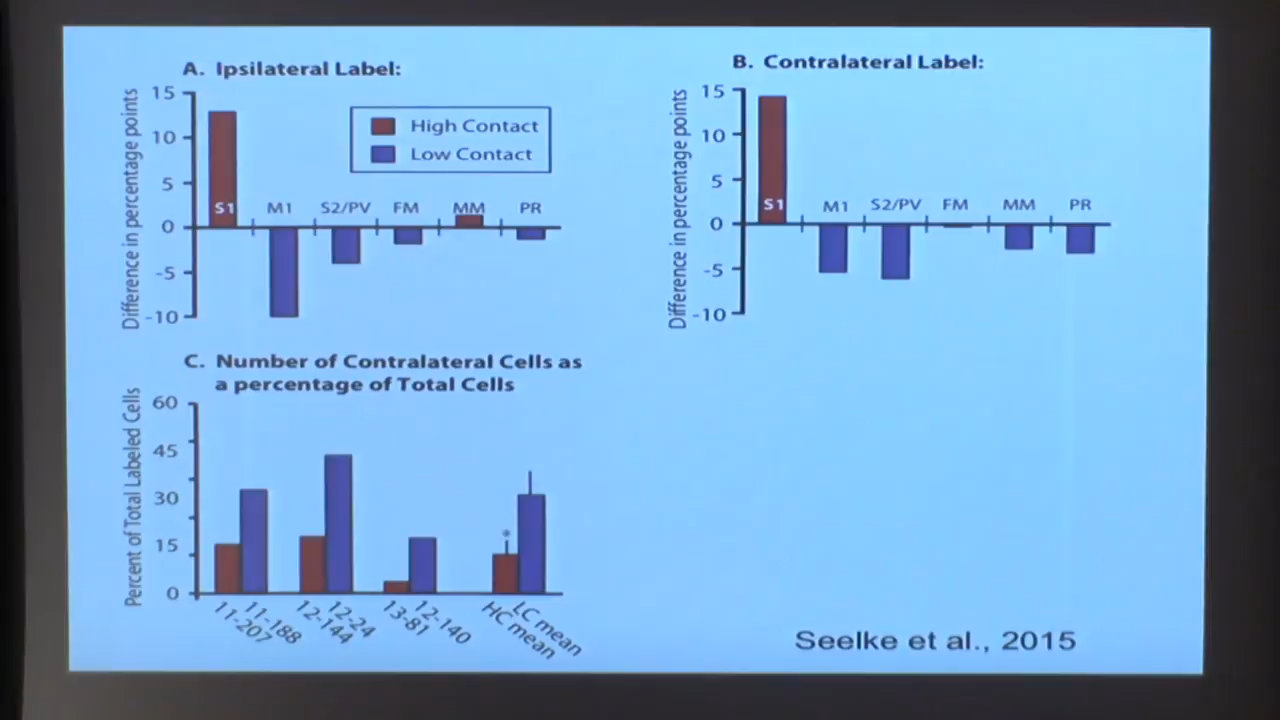 A. Ipsilateral Label:
Difference in percentage points
15
10
5
0
-5
-10
High Contact
Low Contact
S1
M1
S2/PV
FM
MM
PR
B. Contralateral Label:
Difference in percentage points
15
10
5
0
-5
-10
S1
M1
S2/PV
FM
MM
PR
C. Number of Contralateral Cells as
a percentage of Total Cells
Percent of Total Labeled Cells
60
45
30
15
0
*
11-207
11-188
12-144
12-24
13-81
12-140
HC mean
LC mean
Seelke et al., 2015